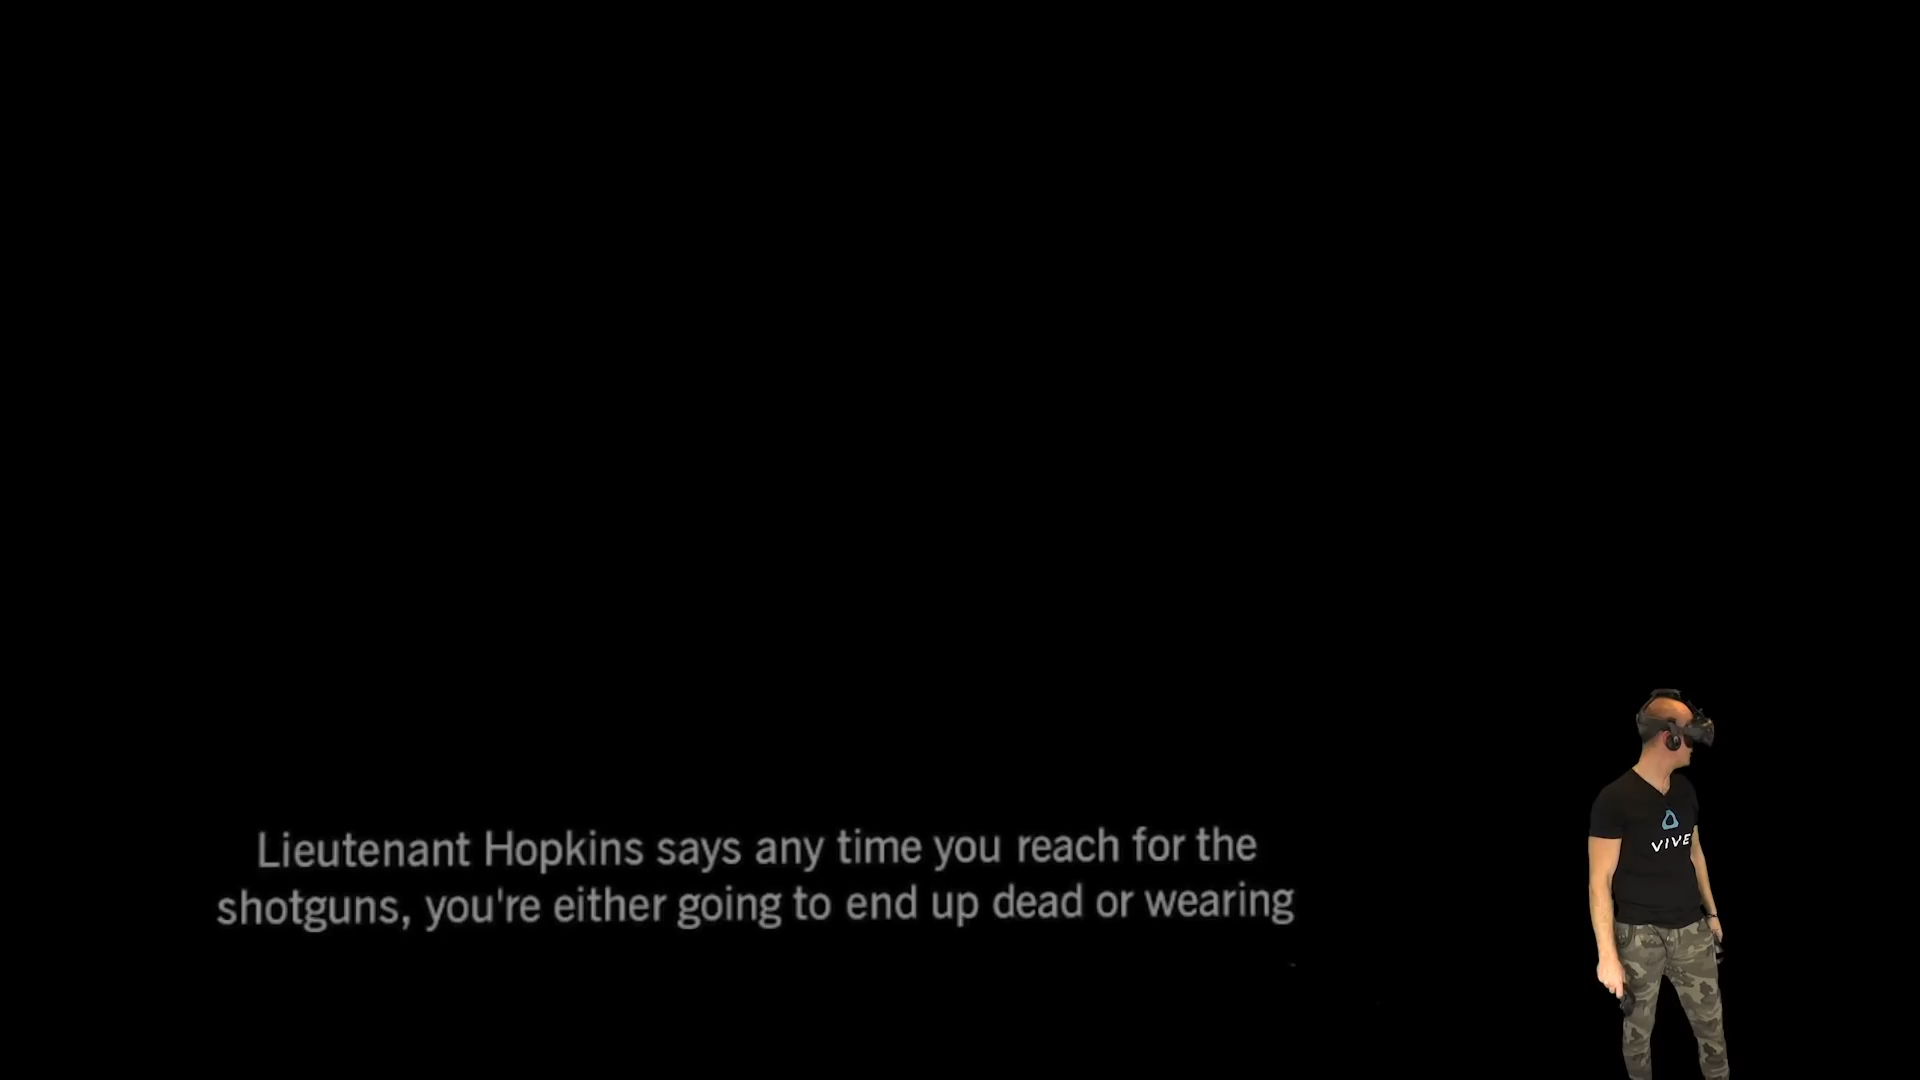 Lieutenant Hopkins says any time you reach for the
shotguns, you're either going to end up dead or wearing
VIVE